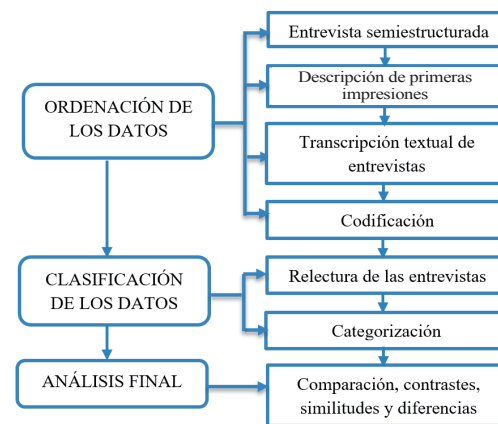 ORDENACIÓN DE
LOS DATOS
Entrevista semiestructurada
Descripción de primeras
impresiones
Transcripción textual de
entrevistas
Codificación
CLASIFICACIÓN
DE LOS DATOS
Relectura de las entrevistas
Categorización
ANÁLISIS FINAL
Comparación, contrastes,
similitudes y diferencias